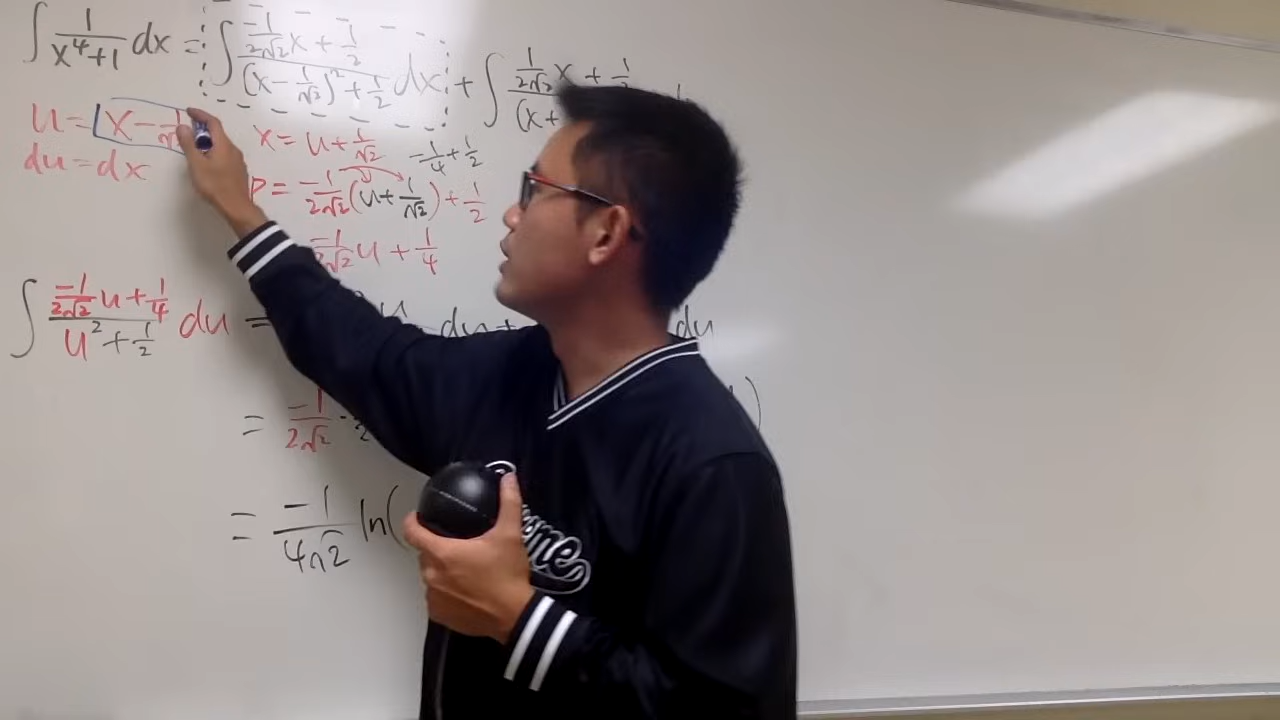 ∫ 1/(x⁴+1) dx = ∫ (-1/(2√2) x + 1/2)/((x - 1/√2)² + 1/2) dx + ∫ (1/(2√2) x + 1/2)/((x+
u = x - 1/√2 x = u + 1/√2 -1/4 + 1/2
du = dx
P = -1/(2√2) (u + 1/√2) + 1/2
-1/(2√2) u + 1/4
∫ (-1/(2√2) u + 1/4)/(u² + 1/2) du = u du + du
= -1/(2√2) · )
= -1/(4√2) ln(